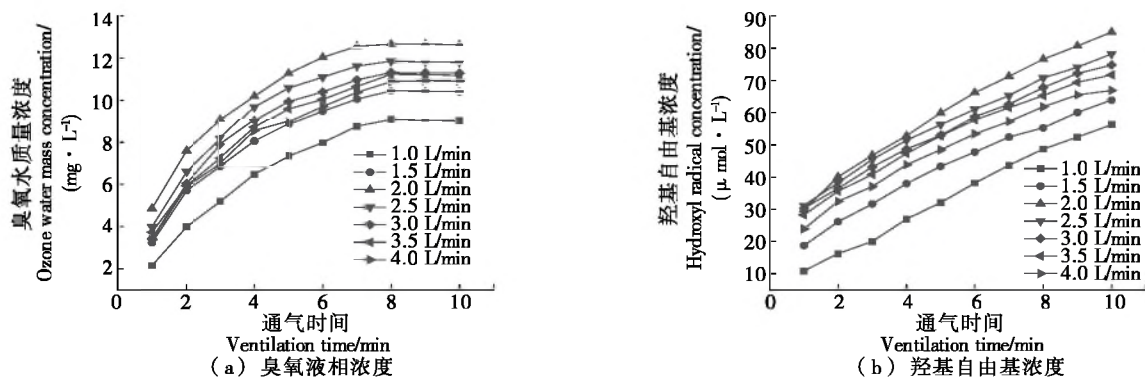 臭氧水质量浓度/
Ozone water mass concentration/
(mg·L⁻¹)
14
12
10
8
6
4
2
0
2
4
6
8
10
1.0 L/min
1.5 L/min
2.0 L/min
2.5 L/min
3.0 L/min
3.5 L/min
4.0 L/min
通气时间
Ventilation time/min
(a) 臭氧液相浓度
羟基自由基浓度/
Hydroxyl radical concentration/
(μ mol·L⁻¹)
90
80
70
60
50
40
30
20
10
0
2
4
6
8
10
1.0 L/min
1.5 L/min
2.0 L/min
2.5 L/min
3.0 L/min
3.5 L/min
4.0 L/min
通气时间
Ventilation time/min
(b) 羟基自由基浓度